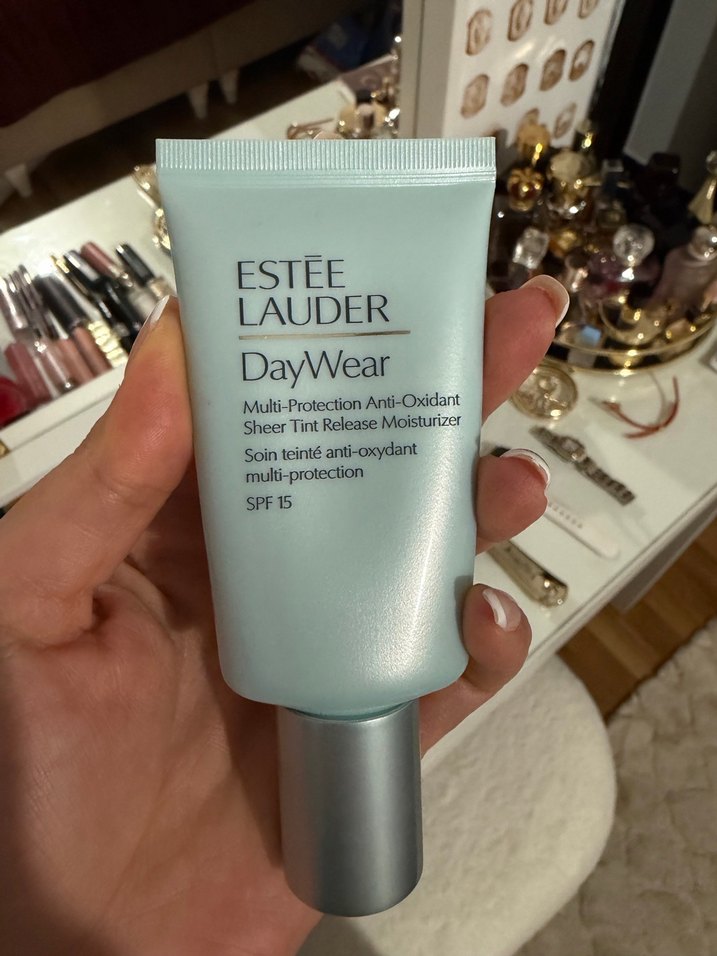 ESTĒE
LAUDER
DayWear
Multi-Protection Anti-Oxidant
Sheer Tint Release Moisturizer
Soin teinté anti-oxydant
multi-protection
SPF 15